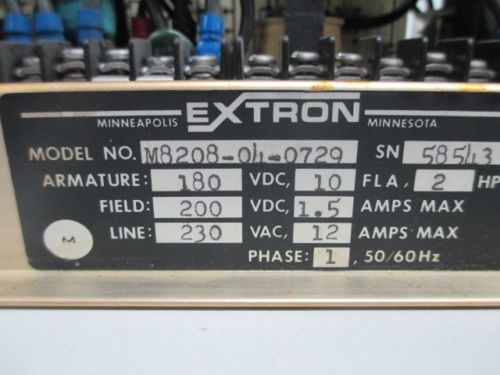 MINNEAPOLIS EXTRON MINNESOTA
MODEL NO. M8208-04-0729 SN 58543
ARMATURE: 180 VDC, 10 FLA, 2 HP
FIELD: 200 VDC, 1.5 AMPS MAX
M LINE: 230 VAC, 12 AMPS MAX
PHASE: 1, 50/60Hz